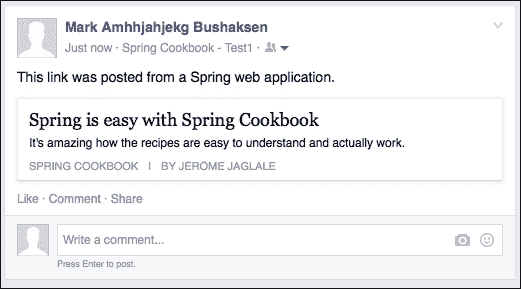 Mark Amhhjahjekg Bushaksen
Just now · Spring Cookbook - Test1 ·
This link was posted from a Spring web application.
Spring is easy with Spring Cookbook
It's amazing how the recipes are easy to understand and actually work.
SPRING COOKBOOK | BY JEROME JAGLALE
Like · Comment · Share
Write a comment...
Press Enter to post.